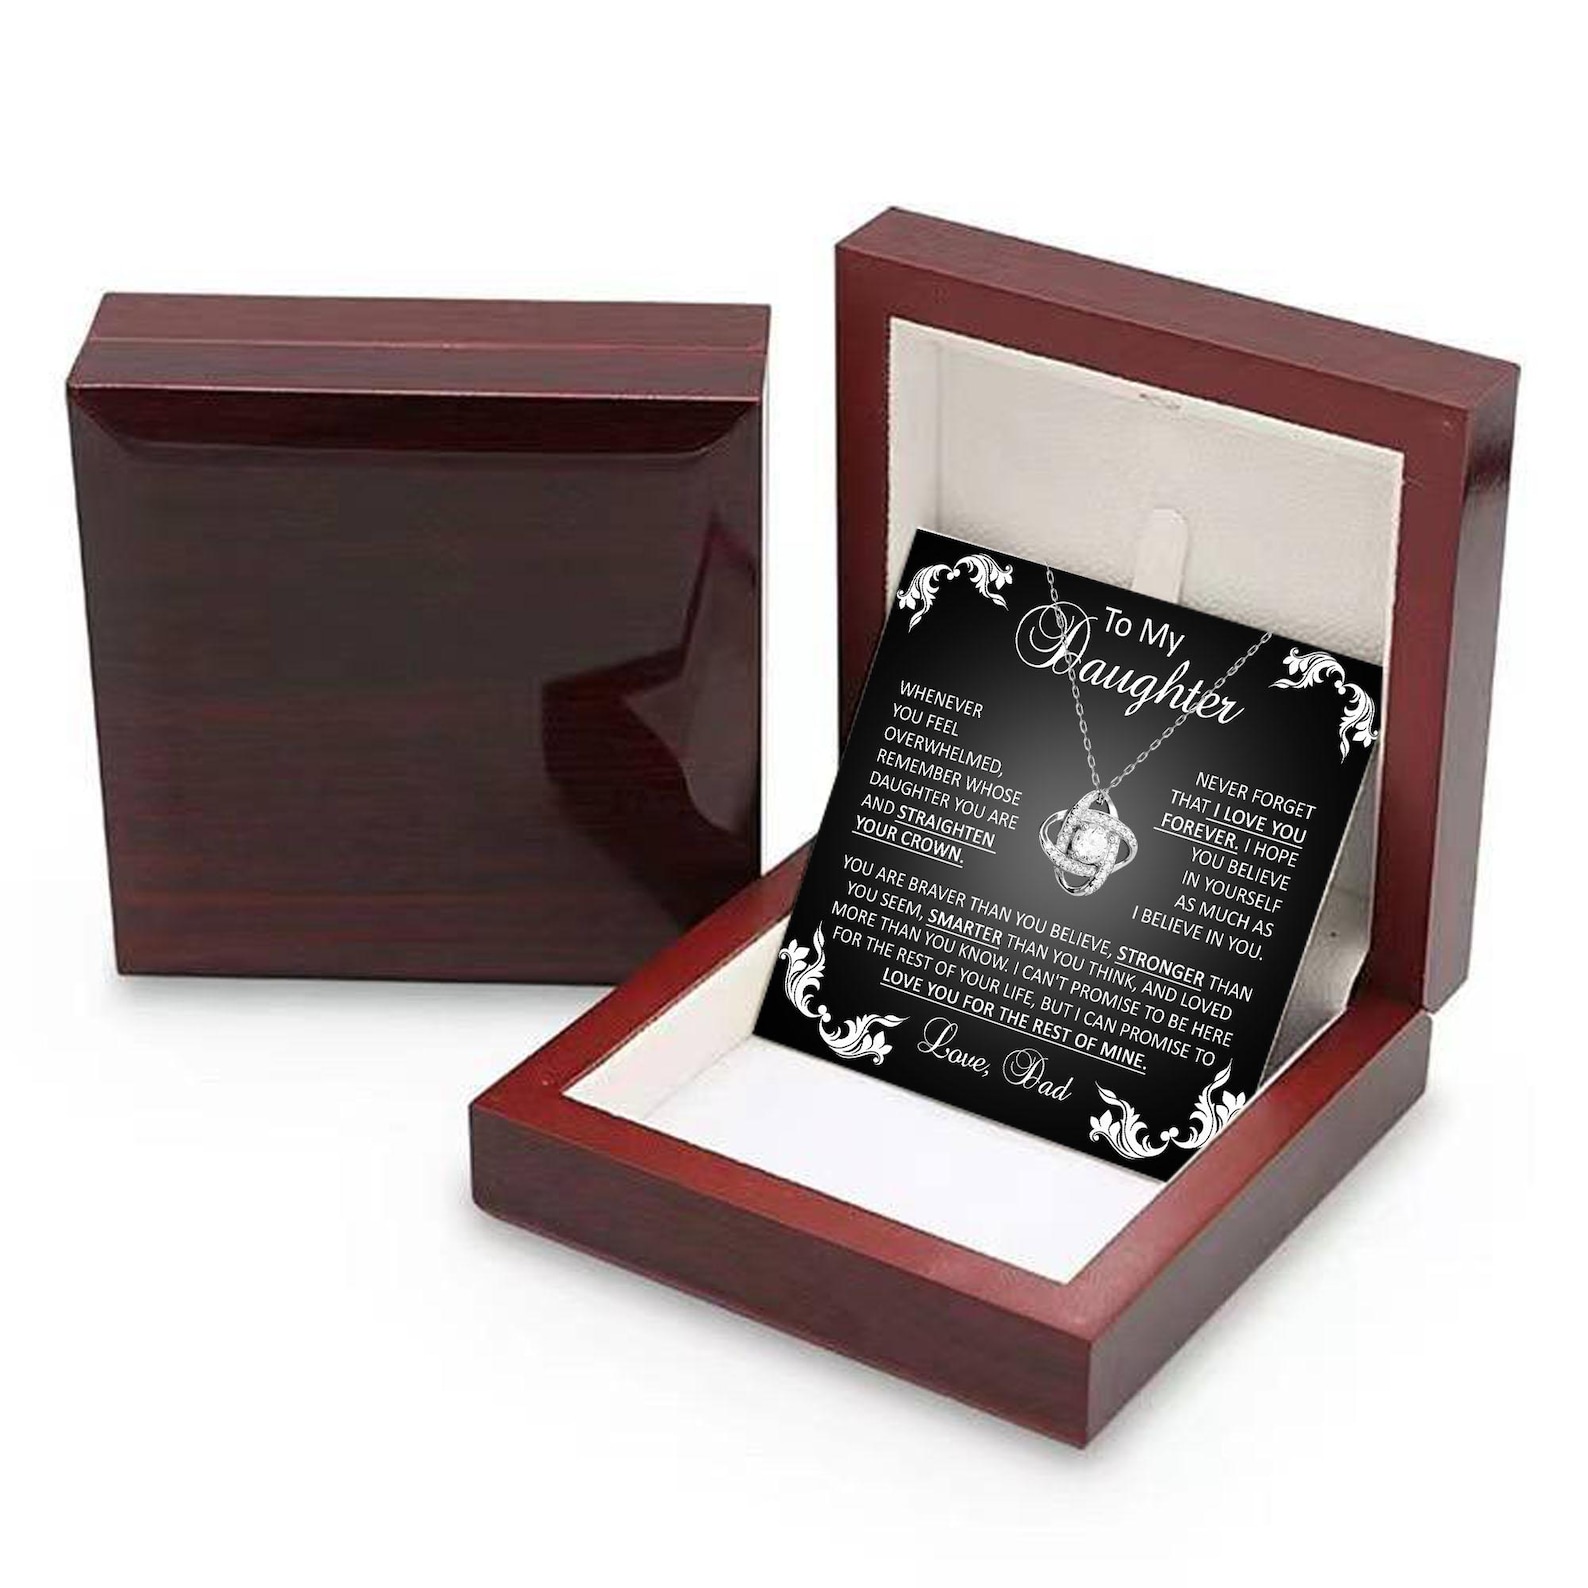 To My
Daughter
WHENEVER
YOU FEEL
OVERWHELMED,
REMEMBER WHOSE
DAUGHTER YOU ARE
AND STRAIGHTEN
YOUR CROWN.
NEVER FORGET
THAT I LOVE YOU
FOREVER. I HOPE
YOU BELIEVE
IN YOURSELF
AS MUCH AS
I BELIEVE IN YOU.
YOU ARE BRAVER THAN YOU BELIEVE, STRONGER THAN
YOU SEEM, SMARTER THAN YOU THINK, AND LOVED
MORE THAN YOU KNOW. I CAN'T PROMISE TO BE HERE
FOR THE REST OF YOUR LIFE, BUT I CAN PROMISE TO
LOVE YOU FOR THE REST OF MINE.
Love, Dad